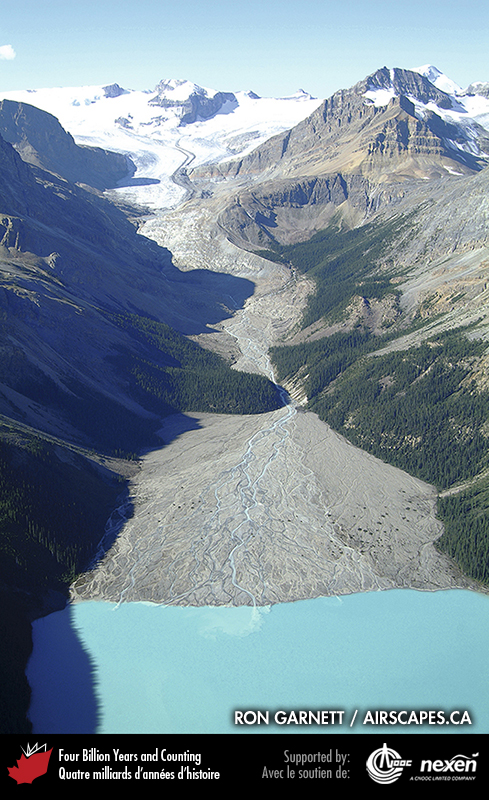 RON GARNETT / AIRSCAPES.CA
Four Billion Years and Counting
Quatre milliards d'années d'histoire
Supported by:
Avec le soutien de:
CNOOC
nexen
A CNOOC LIMITED COMPANY